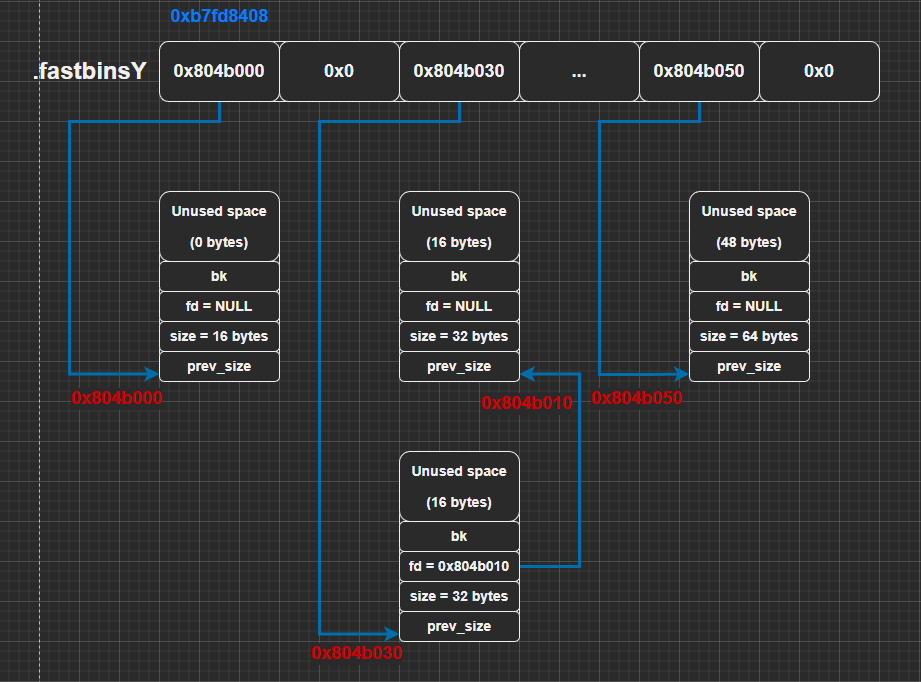 0xb7fd8408
.fastbinsY
0x804b000
0x0
0x804b030
...
0x804b050
0x0
Unused space
(0 bytes)
bk
fd = NULL
size = 16 bytes
prev_size
0x804b000
Unused space
(16 bytes)
bk
fd = NULL
size = 32 bytes
prev_size
0x804b010
Unused space
(48 bytes)
bk
fd = NULL
size = 64 bytes
prev_size
0x804b050
Unused space
(16 bytes)
bk
fd = 0x804b010
size = 32 bytes
prev_size
0x804b030